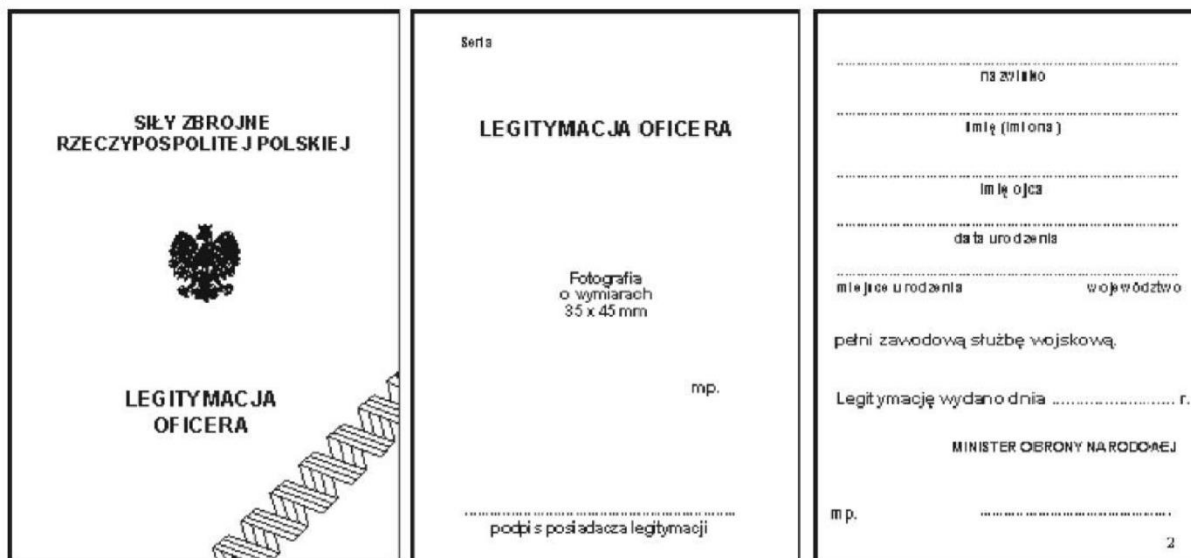 SIŁY ZBROJNE
RZECZYPOSPOLITEJ POLSKIEJ
LEGITYMACJA
OFICERA
Seria
LEGITYMACJA OFICERA
Fotografia
o wymiarach
35 x 45 mm
mp.
..............................................................
podpis posiadacza legitymacji
..............................................................
nazwisko
..............................................................
imię (imiona)
..............................................................
imię ojca
..............................................................
data urodzenia
..............................................................
miejsce urodzenia województwo
pełni zawodową służbę wojskową.
Legitymację wydano dnia ............................ r.
MINISTER OBRONY NARODOWEJ
mp. ............................................
2